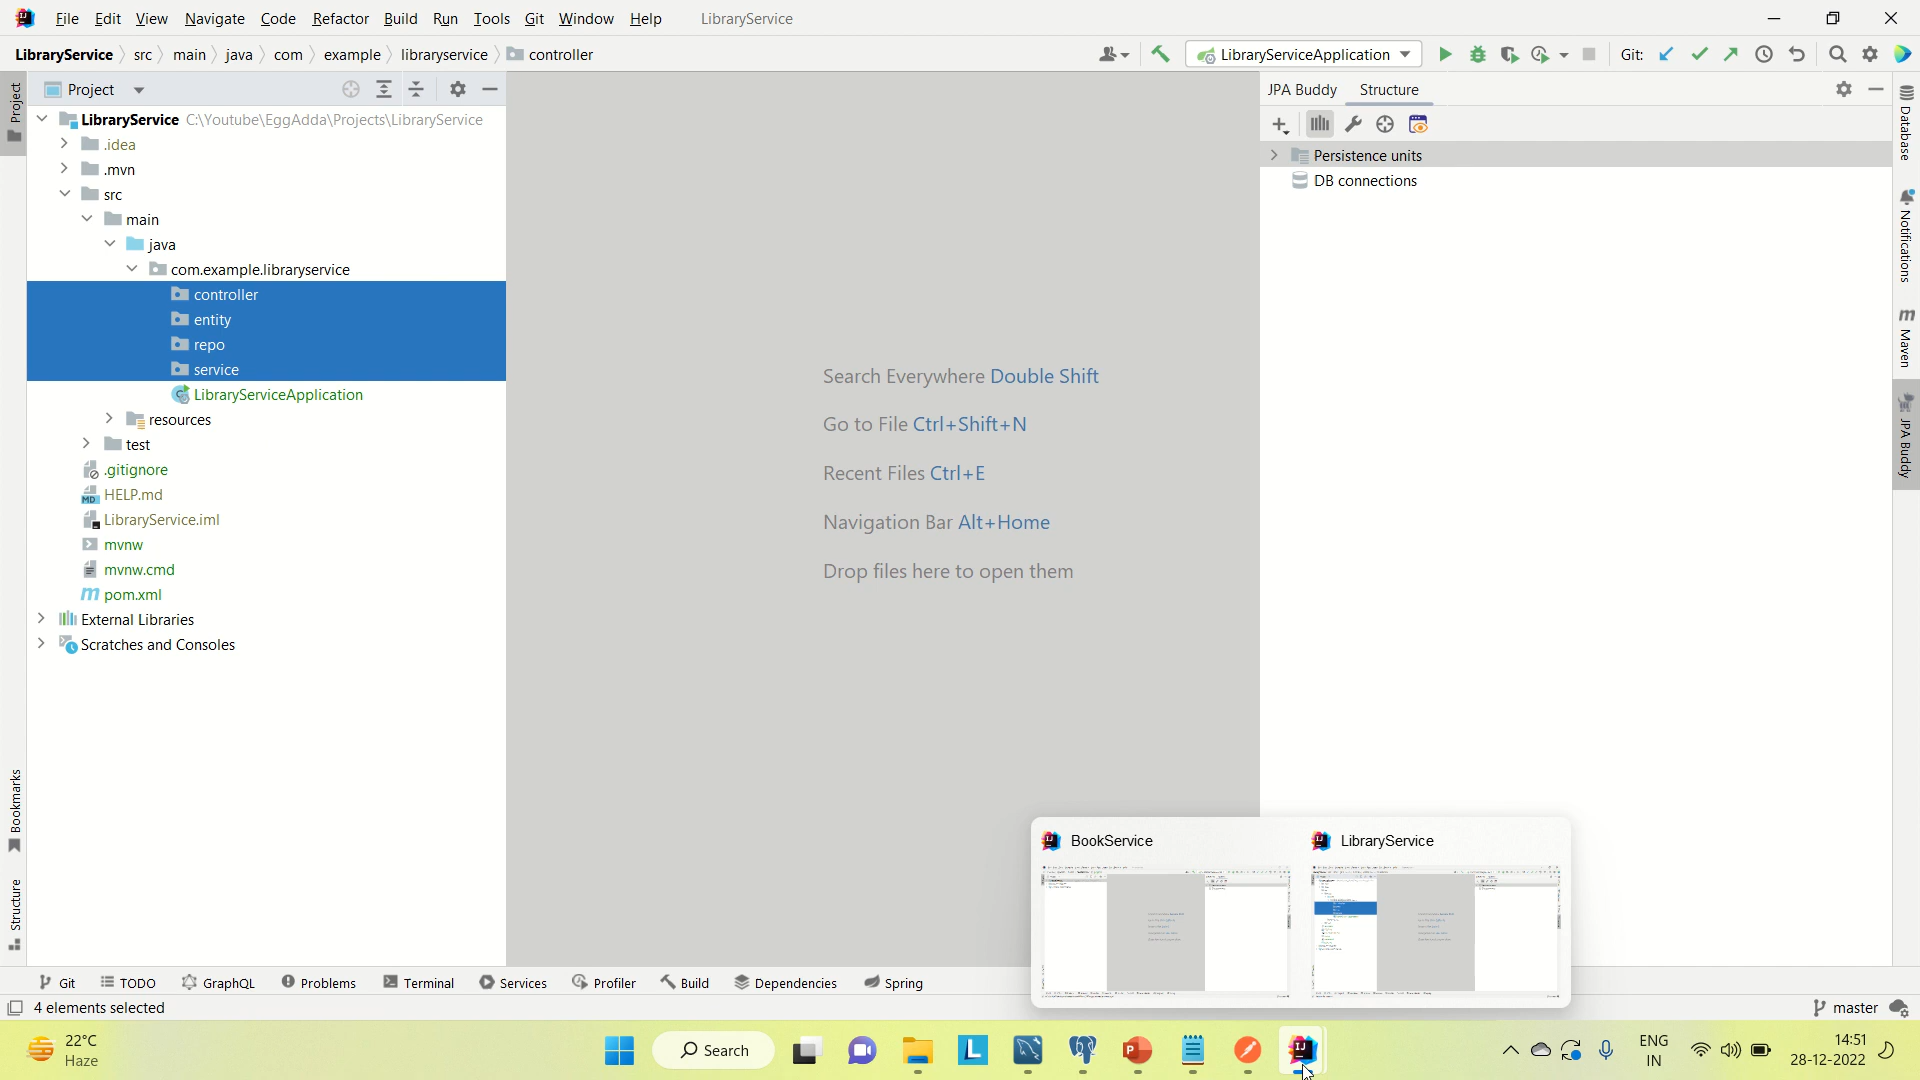 File Edit View Navigate Code Refactor Build Run Tools Git Window Help LibraryService
LibraryService src main java com example libraryservice controller
LibraryServiceApplication Git:
Project
Project
LibraryService C:\Youtube\EggAdda\Projects\LibraryService
.idea
.mvn
src
main
java
com.example.libraryservice
controller
entity
repo
service
LibraryServiceApplication
resources
test
.gitignore
HELP.md
LibraryService.iml
mvnw
mvnw.cmd
pom.xml
External Libraries
Scratches and Consoles
Bookmarks
Structure
Search Everywhere Double Shift
Go to File Ctrl+Shift+N
Recent Files Ctrl+E
Navigation Bar Alt+Home
Drop files here to open them
JPA Buddy Structure
Persistence units
DB connections
Database
Notifications
Maven
JPA Buddy
BookService LibraryService
Git TODO GraphQL Problems Terminal Services Profiler Build Dependencies Spring
4 elements selected master
22°C
Haze
Search
ENG
IN
14:51
28-12-2022